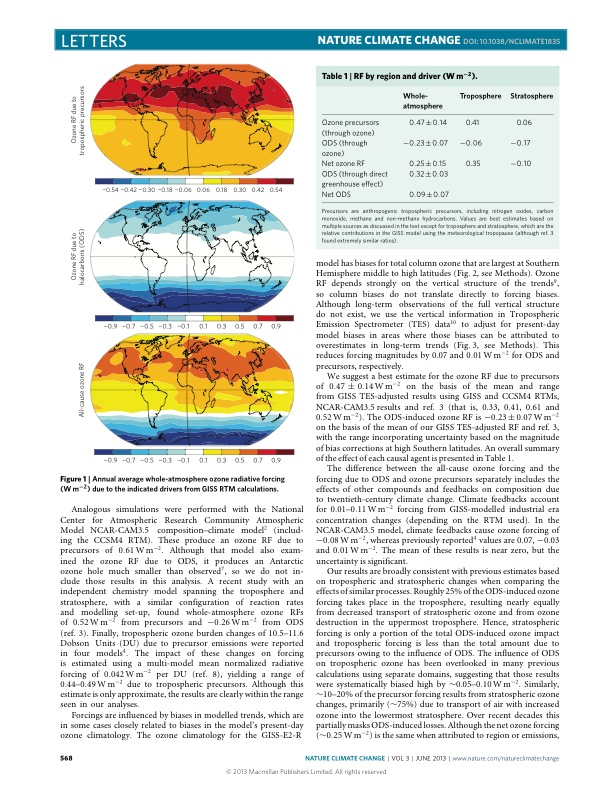 LETTERS
NATURE CLIMATE CHANGE DOI: 10.1038/NCLIMATE1835
Ozone RF due to
tropospheric precursors
−0.54 −0.42 −0.30 −0.18 −0.06 0.06 0.18 0.30 0.42 0.54
Ozone RF due to
halocarbons (ODS)
−0.9 −0.7 −0.5 −0.3 −0.1 0.1 0.3 0.5 0.7 0.9
All-cause ozone RF
−0.9 −0.7 −0.5 −0.3 −0.1 0.1 0.3 0.5 0.7 0.9
Figure 1 | Annual average whole-atmosphere ozone radiative forcing
(W m−2) due to the indicated drivers from GISS RTM calculations.
Analogous simulations were performed with the National
Center for Atmospheric Research Community Atmospheric
Model NCAR-CAM3.5 composition–climate model2 (includ-
ing the CCSM4 RTM). These produce an ozone RF due to
precursors of 0.61 W m−2. Although that model also exam-
ined the ozone RF due to ODS, it produces an Antarctic
ozone hole much smaller than observed7, so we do not in-
clude those results in this analysis. A recent study with an
independent chemistry model spanning the troposphere and
stratosphere, with a similar configuration of reaction rates
and modelling set-up, found whole-atmosphere ozone RFs
of 0.52 W m−2 from precursors and −0.26 W m−2 from ODS
(ref. 3). Finally, tropospheric ozone burden changes of 10.5–11.6
Dobson Units (DU) due to precursor emissions were reported
in four models4. The impact of these changes on forcing
is estimated using a multi-model mean normalized radiative
forcing of 0.042 W m−2 per DU (ref. 8), yielding a range of
0.44–0.49 W m−2 due to tropospheric precursors. Although this
estimate is only approximate, the results are clearly within the range
seen in our analyses.
Forcings are influenced by biases in modelled trends, which are
in some cases closely related to biases in the model's present-day
ozone climatology. The ozone climatology for the GISS-E2-R
Table 1 | RF by region and driver (W m−2).
Whole-
atmosphere Troposphere Stratosphere
Ozone precursors 0.47±0.14 0.41 0.06
(through ozone)
ODS (through −0.23±0.07 −0.06 −0.17
ozone)
Net ozone RF 0.25±0.15 0.35 −0.10
ODS (through direct 0.32±0.03
greenhouse effect)
Net ODS 0.09±0.07
Precursors are anthropogenic tropospheric precursors, including nitrogen oxides, carbon
monoxide, methane and non-methane hydrocarbons. Values are best estimates based on
multiple sources as discussed in the text except for troposphere and stratosphere, which are the
relative contributions in the GISS model using the meteorological tropopause (although ref. 3
found extremely similar ratios).
model has biases for total column ozone that are largest at Southern
Hemisphere middle to high latitudes (Fig. 2, see Methods). Ozone
RF depends strongly on the vertical structure of the trends9,
so column biases do not translate directly to forcing biases.
Although long-term observations of the full vertical structure
do not exist, we use the vertical information in Tropospheric
Emission Spectrometer (TES) data10 to adjust for present-day
model biases in areas where those biases can be attributed to
overestimates in long-term trends (Fig. 3, see Methods). This
reduces forcing magnitudes by 0.07 and 0.01 W m−2 for ODS and
precursors, respectively.
We suggest a best estimate for the ozone RF due to precursors
of 0.47 ± 0.14 W m−2 on the basis of the mean and range
from GISS TES-adjusted results using GISS and CCSM4 RTMs,
NCAR-CAM3.5 results and ref. 3 (that is, 0.33, 0.41, 0.61 and
0.52 W m−2). The ODS-induced ozone RF is −0.23 ± 0.07 W m−2
on the basis of the mean of our GISS TES-adjusted RF and ref. 3,
with the range incorporating uncertainty based on the magnitude
of bias corrections at high Southern latitudes. An overall summary
of the effect of each causal agent is presented in Table 1.
The difference between the all-cause ozone forcing and the
forcing due to ODS and ozone precursors separately includes the
effects of other compounds and feedbacks on composition due
to twentieth-century climate change. Climate feedbacks account
for 0.01–0.11 W m−2 forcing from GISS-modelled industrial era
concentration changes (depending on the RTM used). In the
NCAR-CAM3.5 model, climate feedbacks cause ozone forcing of
−0.08 W m−2, whereas previously reported4 values are 0.07, −0.03
and 0.01 W m−2. The mean of these results is near zero, but the
uncertainty is significant.
Our results are broadly consistent with previous estimates based
on tropospheric and stratospheric changes when comparing the
effects of similar processes. Roughly 25% of the ODS-induced ozone
forcing takes place in the troposphere, resulting nearly equally
from decreased transport of stratospheric ozone and from ozone
destruction in the uppermost troposphere. Hence, stratospheric
forcing is only a portion of the total ODS-induced ozone impact
and tropospheric forcing is less than the total amount due to
precursors owing to the influence of ODS. The influence of ODS
on tropospheric ozone has been overlooked in many previous
calculations using separate domains, suggesting that those results
were systematically biased high by ~0.05–0.10 W m−2. Similarly,
~10–20% of the precursor forcing results from stratospheric ozone
changes, primarily (~75%) due to transport of air with increased
ozone into the lowermost stratosphere. Over recent decades this
partially masks ODS-induced losses. Although the net ozone forcing
(~0.25 W m−2) is the same when attributed to region or emissions,
568
NATURE CLIMATE CHANGE | VOL 3 | JUNE 2013 | www.nature.com/natureclimatechange
© 2013 Macmillan Publishers Limited. All rights reserved